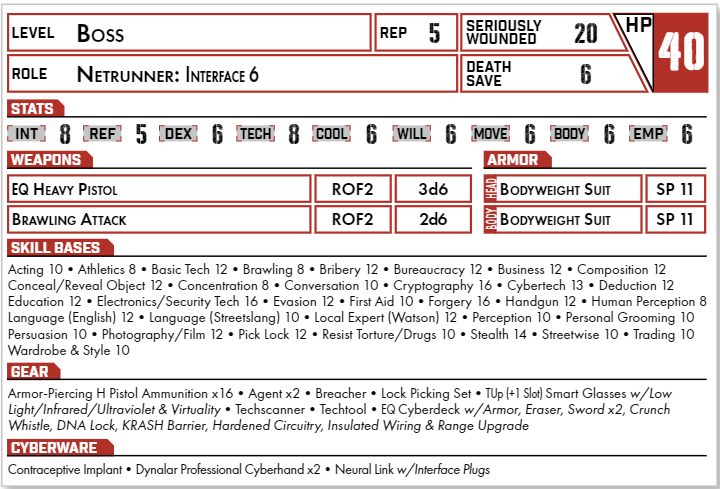 LEVEL Boss REP 5 SERIOUSLY WOUNDED 20 HP 40
ROLE Netrunner: Interface 6 DEATH SAVE 6
STATS
INT 8 REF 5 DEX 6 TECH 8 COOL 6 WILL 6 MOVE 6 BODY 6 EMP 6
WEAPONS ARMOR
EQ Heavy Pistol ROF2 3d6 HEAD Bodyweight Suit SP 11
Brawling Attack ROF2 2d6 BODY Bodyweight Suit SP 11
SKILL BASES
Acting 10 • Athletics 8 • Basic Tech 12 • Brawling 8 • Bribery 12 • Bureaucracy 12 • Business 12 • Composition 12
Conceal/Reveal Object 12 • Concentration 8 • Conversation 10 • Cryptography 16 • Cybertech 13 • Deduction 12
Education 12 • Electronics/Security Tech 16 • Evasion 12 • First Aid 10 • Forgery 16 • Handgun 12 • Human Perception 8
Language (English) 12 • Language (Streetslang) 10 • Local Expert (Watson) 12 • Perception 10 • Personal Grooming 10
Persuasion 10 • Photography/Film 12 • Pick Lock 12 • Resist Torture/Drugs 10 • Stealth 14 • Streetwise 10 • Trading 10
Wardrobe & Style 10
GEAR
Armor-Piercing H Pistol Ammunition x16 • Agent x2 • Breacher • Lock Picking Set • TUp (+1 Slot) Smart Glasses w/Low
Light/Infrared/Ultraviolet & Virtuality • Techscanner • Techtool • EQ Cyberdeck w/Armor, Eraser, Sword x2, Crunch
Whistle, DNA Lock, KRASH Barrier, Hardened Circuitry, Insulated Wiring & Range Upgrade
CYBERWARE
Contraceptive Implant • Dynalar Professional Cyberhand x2 • Neural Link w/Interface Plugs